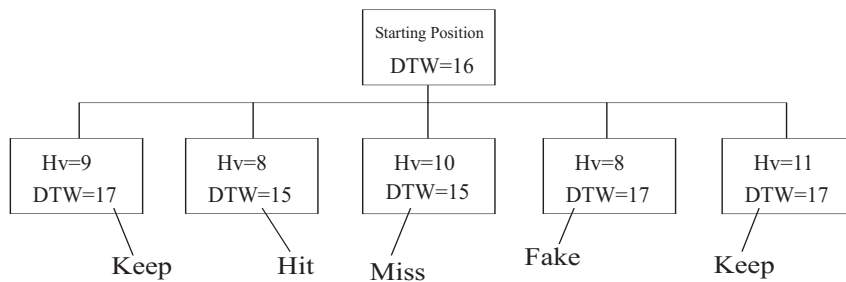 Starting Position
DTW=16
Hv=9
DTW=17
Hv=8
DTW=15
Hv=10
DTW=15
Hv=8
DTW=17
Hv=11
DTW=17
Keep
Hit
Miss
Fake
Keep